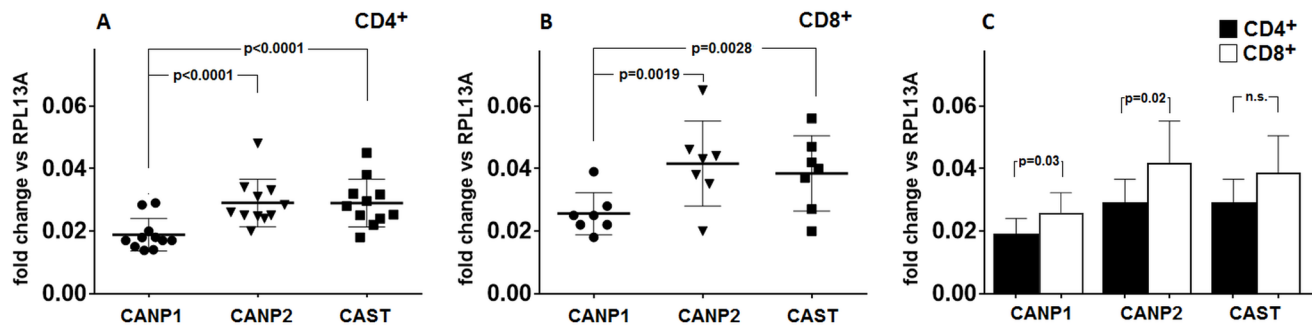 A
CD4+
p<0.0001
p<0.0001
fold change vs RPL13A
0.06
0.04
0.02
0.00
CANP1 CANP2 CAST
B
CD8+
p=0.0028
p=0.0019
fold change vs RPL13A
0.06
0.04
0.02
0.00
CANP1 CANP2 CAST
C
CD4+
CD8+
p=0.02
n.s.
p=0.03
fold change vs RPL13A
0.06
0.04
0.02
0.00
CANP1 CANP2 CAST